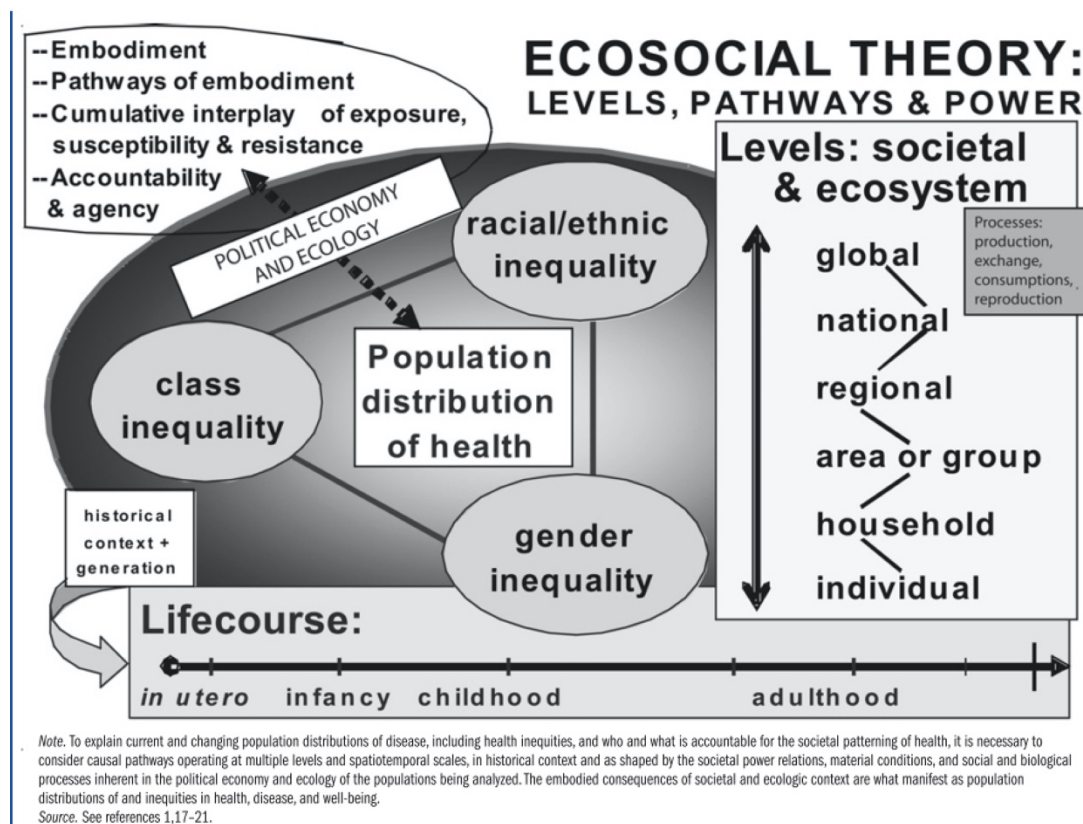 -- Embodiment
-- Pathways of embodiment
-- Cumulative interplay of exposure,
susceptibility & resistance
-- Accountability
& agency
ECOSOCIAL THEORY:
LEVELS, PATHWAYS & POWER
POLITICAL ECONOMY
AND ECOLOGY
racial/ethnic
inequality
class
inequality
Population
distribution
of health
gender
inequality
historical
context +
generation
Levels: societal
& ecosystem
global
national
regional
area or group
household
individual
Processes:
production,
exchange,
consumptions,
reproduction
Lifecourse:
in utero infancy childhood adulthood
Note. To explain current and changing population distributions of disease, including health inequities, and who and what is accountable for the societal patterning of health, it is necessary to
consider causal pathways operating at multiple levels and spatiotemporal scales, in historical context and as shaped by the societal power relations, material conditions, and social and biological
processes inherent in the political economy and ecology of the populations being analyzed. The embodied consequences of societal and ecologic context are what manifest as population
distributions of and inequities in health, disease, and well-being.
Source. See references 1,17–21.